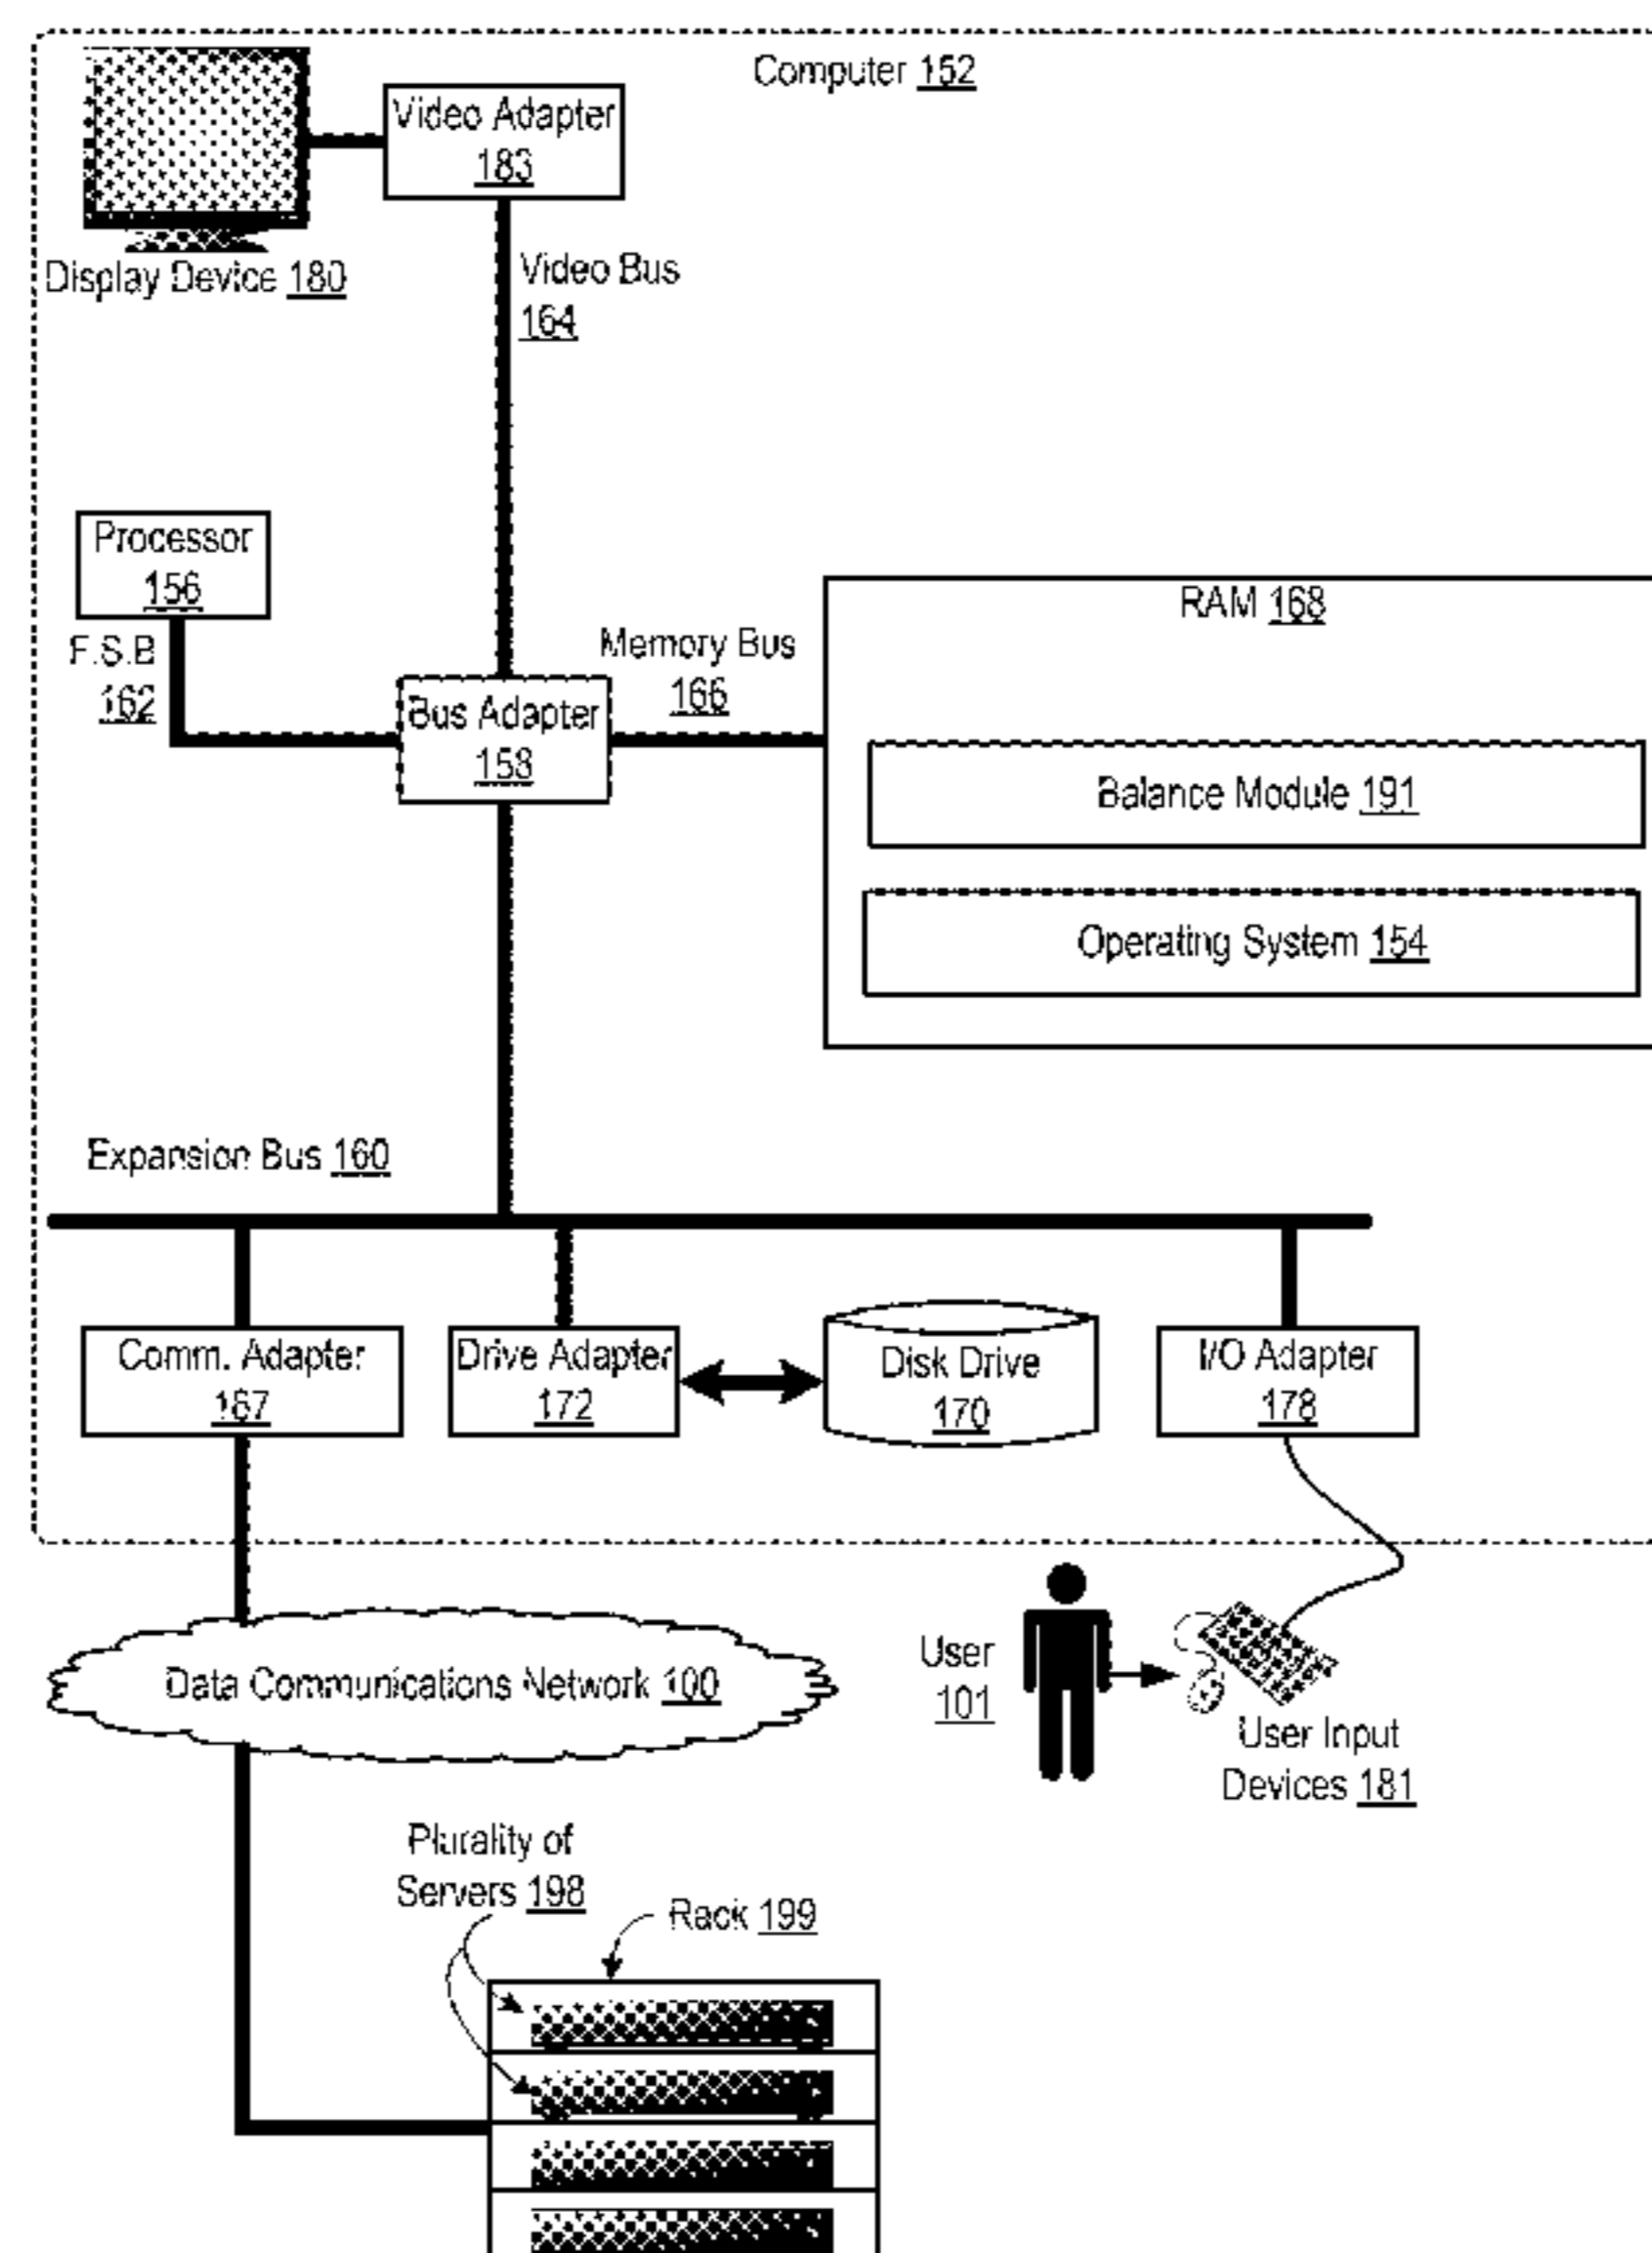 Computer 152
Video Adapter
183
Display Device 180
Video Bus
164
Processor
156
F.S.B
162
Bus Adapter
158
Memory Bus
166
RAM 168
Balance Module 191
Operating System 154
Expansion Bus 160
Comm. Adapter
167
Drive Adapter
172
Disk Drive
170
I/O Adapter
178
Data Communications Network 100
User
101
User Input
Devices 181
Plurality of
Servers 198
Rack 199